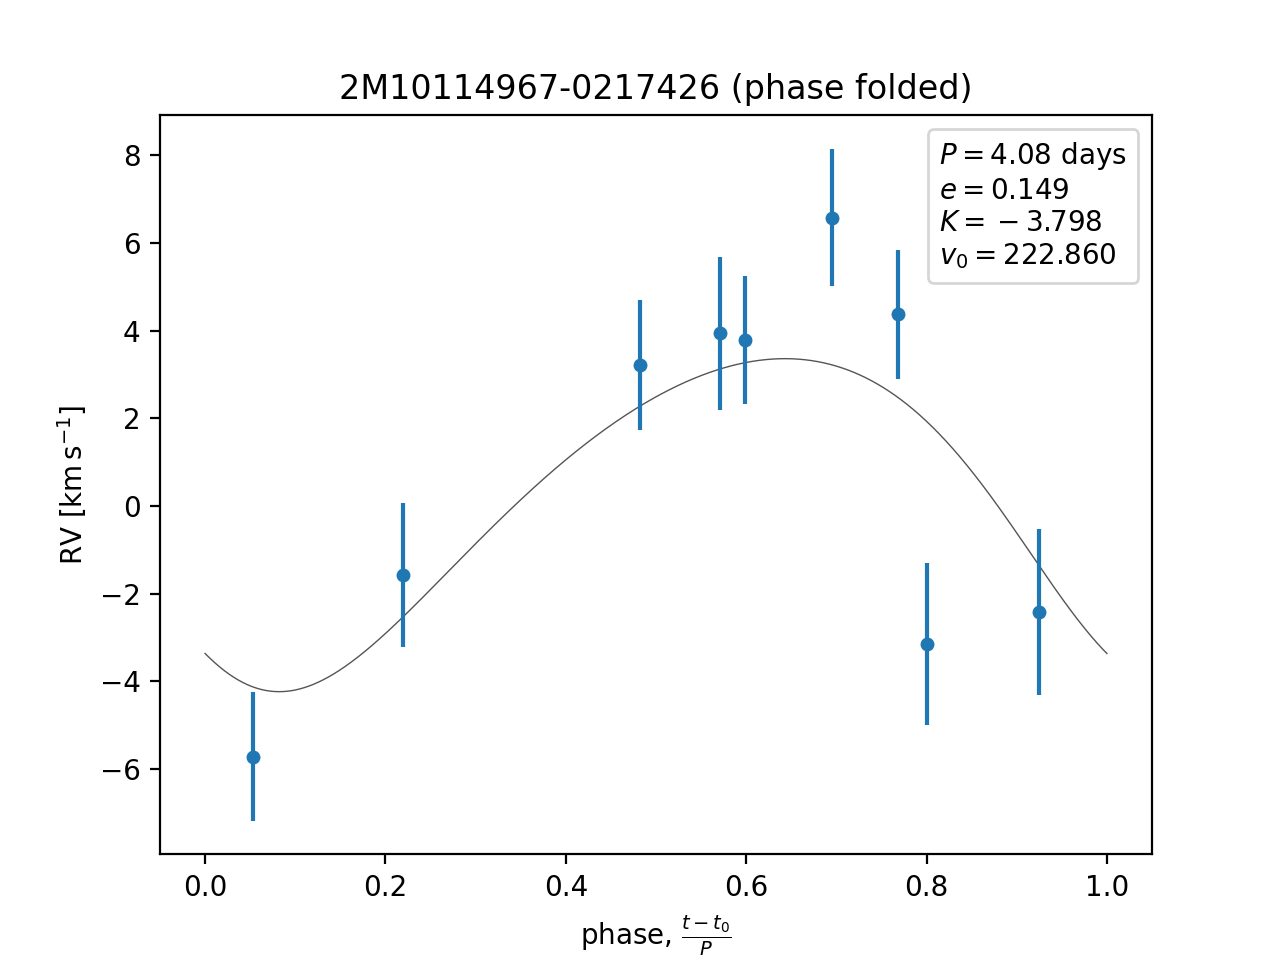 2M10114967-0217426 (phase folded)
P = 4.08 days
e = 0.149
K = −3.798
v₀ = 222.860
8
6
4
2
0
−2
−4
−6
RV [km s⁻¹]
0.0 0.2 0.4 0.6 0.8 1.0
phase, (t − t₀)/P